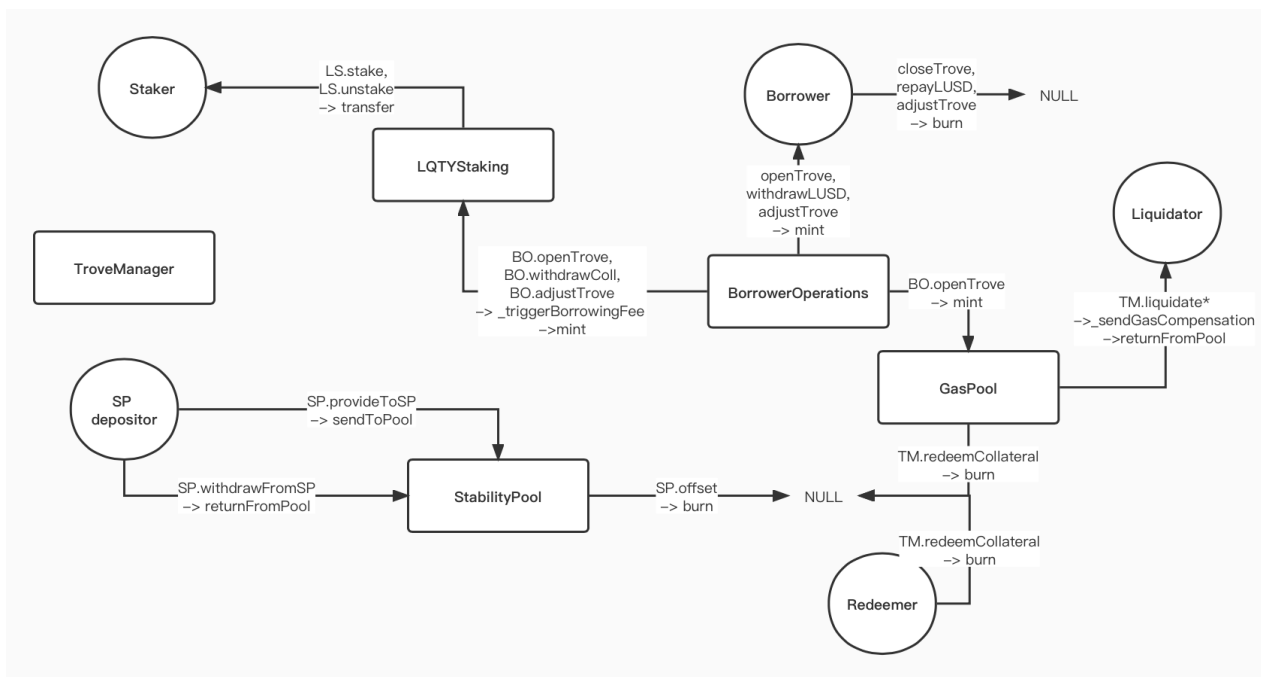 Staker
LS.stake,
LS.unstake
–> transfer
LQTYStaking
TroveManager
Borrower
closeTrove,
repayLUSD,
adjustTrove
–> burn
NULL
openTrove,
withdrawLUSD,
adjustTrove
–> mint
Liquidator
BO.openTrove,
BO.withdrawColl,
BO.adjustTrove
–> _triggerBorrowingFee
–>mint
BorrowerOperations
BO.openTrove
–> mint
TM.liquidate*
–>_sendGasCompensation
–>returnFromPool
GasPool
SP
depositor
SP.provideToSP
–> sendToPool
SP.withdrawFromSP
–> returnFromPool
StabilityPool
SP.offset
–> burn
NULL
TM.redeemCollateral
–> burn
TM.redeemCollateral
–> burn
Redeemer